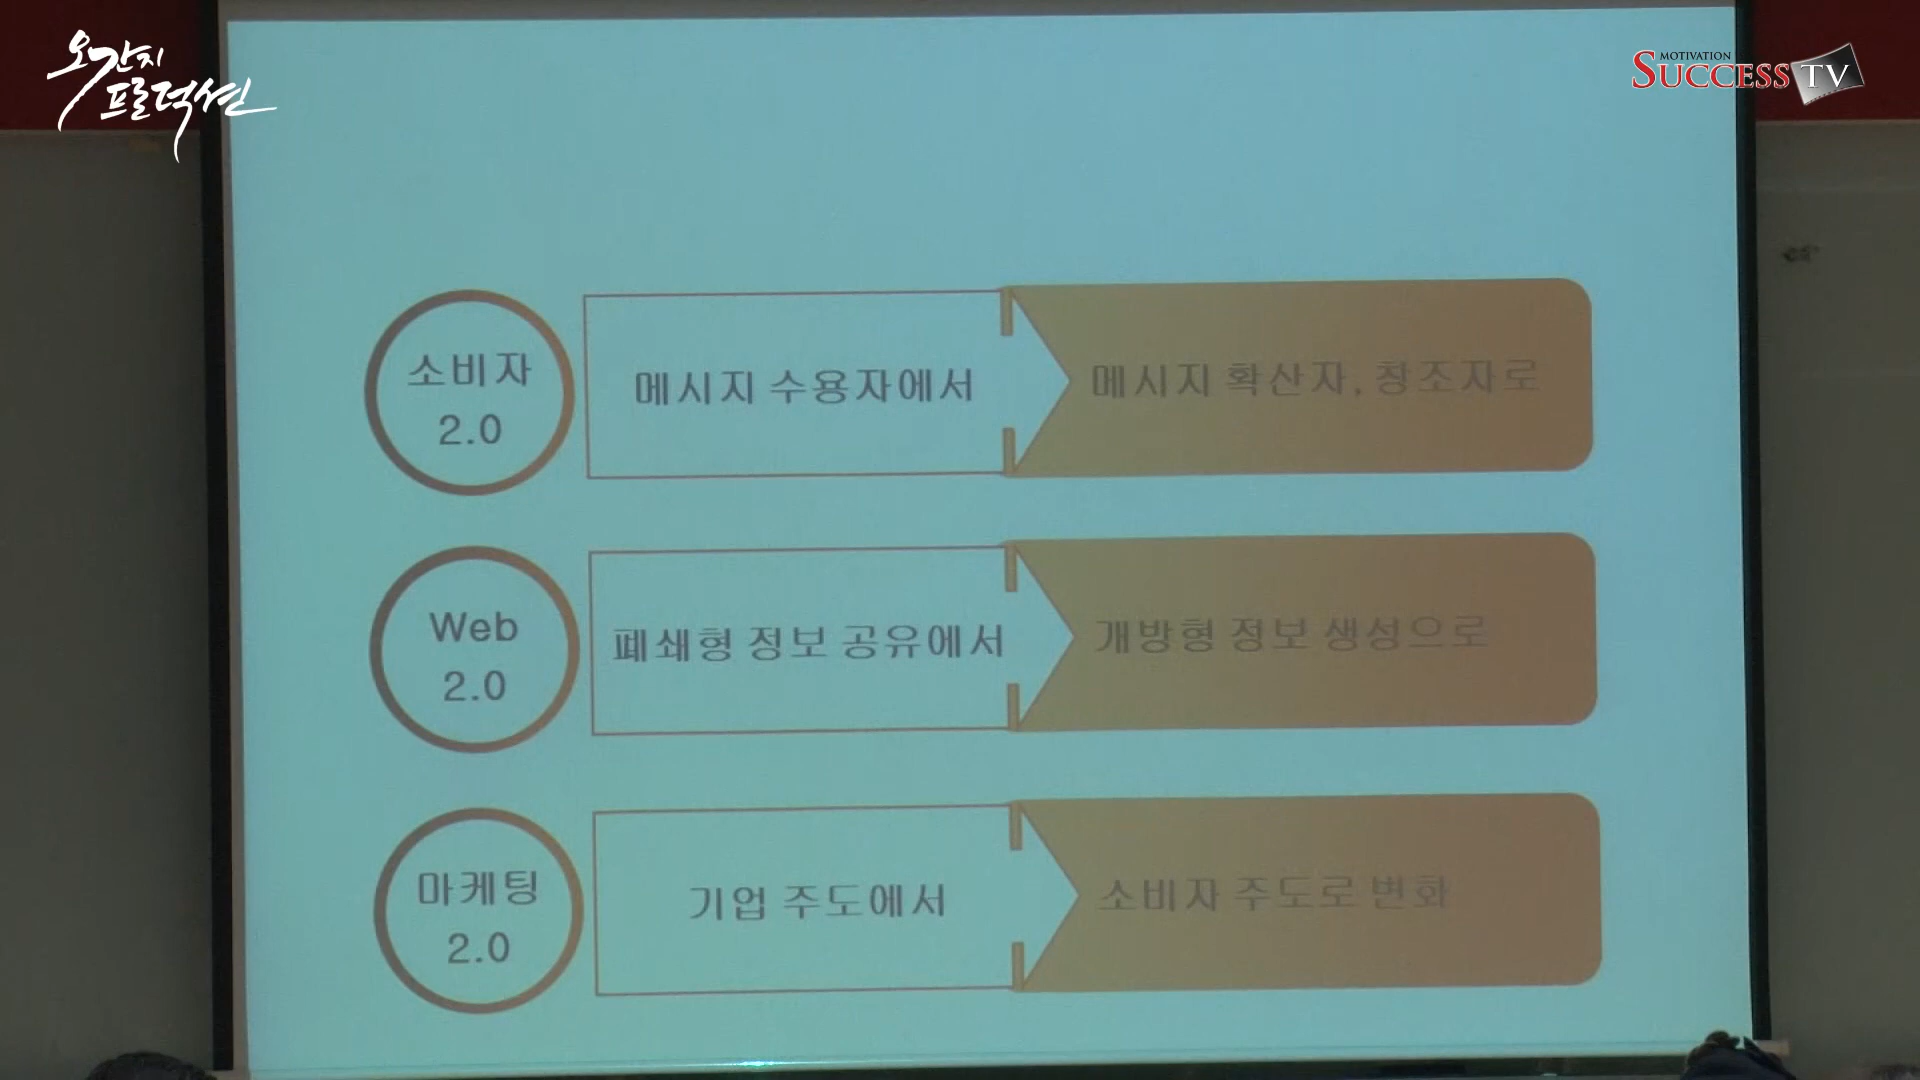 오간지
프로덕션
MOTIVATION
SUCCESS TV
소비자
2.0
메시지 수용자에서
메시지 확산자, 창조자로
Web
2.0
폐쇄형 정보 공유에서
개방형 정보 생성으로
마케팅
2.0
기업 주도에서
소비자 주도로 변화